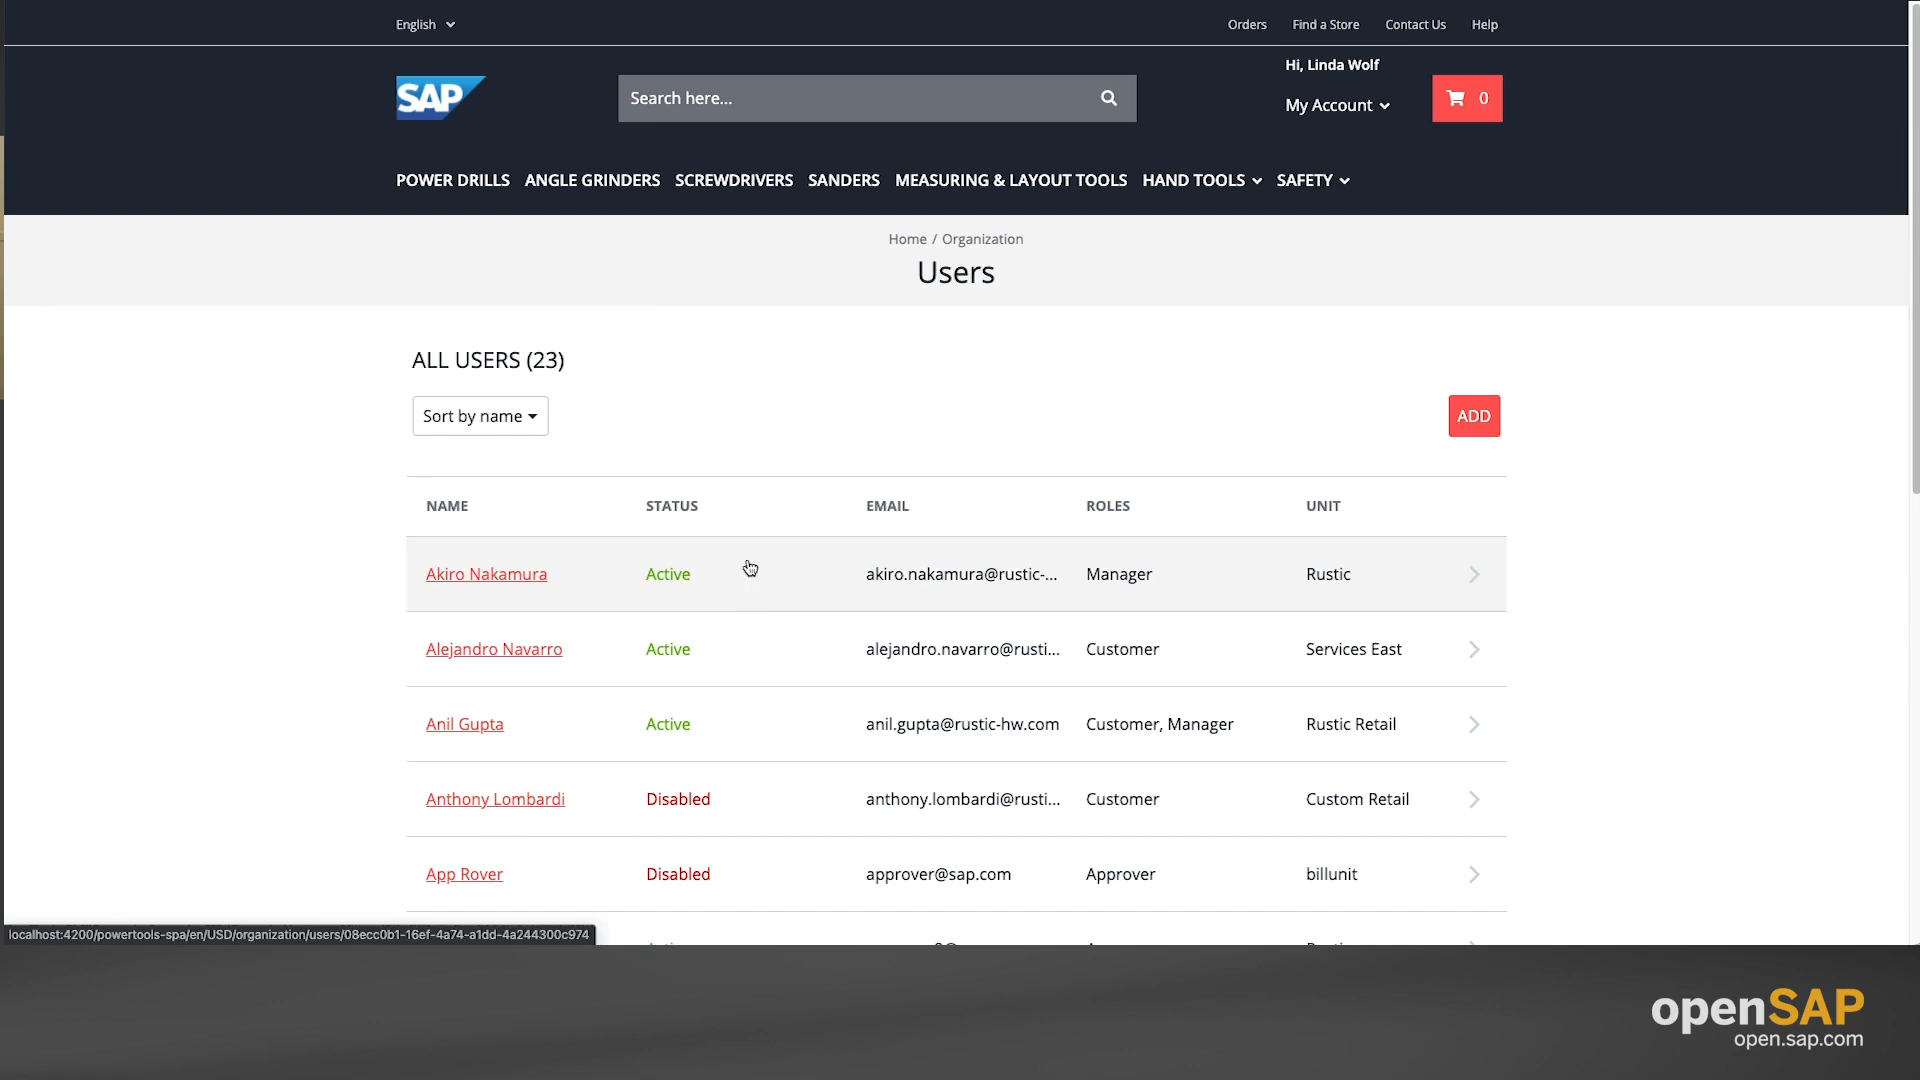 English
Orders Find a Store Contact Us Help
Hi, Linda Wolf
SAP Search here... My Account 0
POWER DRILLS ANGLE GRINDERS SCREWDRIVERS SANDERS MEASURING & LAYOUT TOOLS HAND TOOLS SAFETY
Home / Organization
Users
ALL USERS (23)
Sort by name ADD
NAME STATUS EMAIL ROLES UNIT
Akiro Nakamura Active akiro.nakamura@rustic-... Manager Rustic
Alejandro Navarro Active alejandro.navarro@rusti... Customer Services East
Anil Gupta Active anil.gupta@rustic-hw.com Customer, Manager Rustic Retail
Anthony Lombardi Disabled anthony.lombardi@rusti... Customer Custom Retail
App Rover Disabled approver@sap.com Approver billunit
localhost:4200/powertools-spa/en/USD/organization/users/08ecc0b1-16ef-4a74-a1dd-4a244300c974
openSAP
open.sap.com